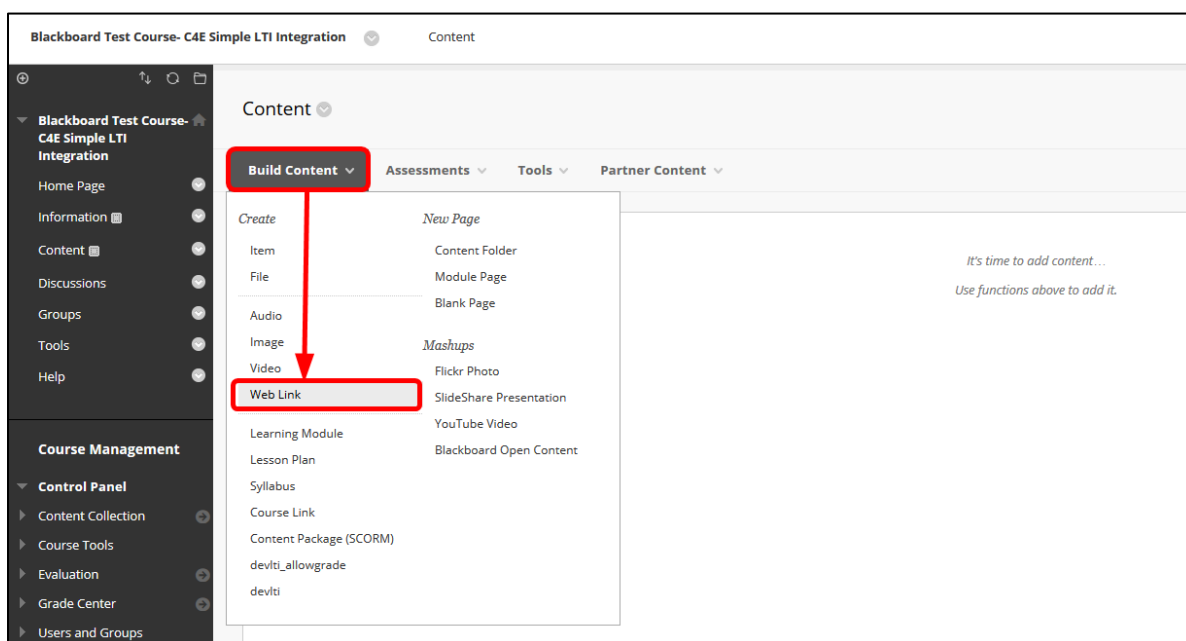 Blackboard Test Course- C4E Simple LTI Integration
Content
Blackboard Test Course-
C4E Simple LTI
Integration
Home Page
Information
Content
Discussions
Groups
Tools
Help
Course Management
Control Panel
Content Collection
Course Tools
Evaluation
Grade Center
Users and Groups
Content
Build Content
Assessments
Tools
Partner Content
Create
Item
File
Audio
Image
Video
Web Link
Learning Module
Lesson Plan
Syllabus
Course Link
Content Package (SCORM)
devlti_allowgrade
devlti
New Page
Content Folder
Module Page
Blank Page
Mashups
Flickr Photo
SlideShare Presentation
YouTube Video
Blackboard Open Content
It's time to add content...
Use functions above to add it.